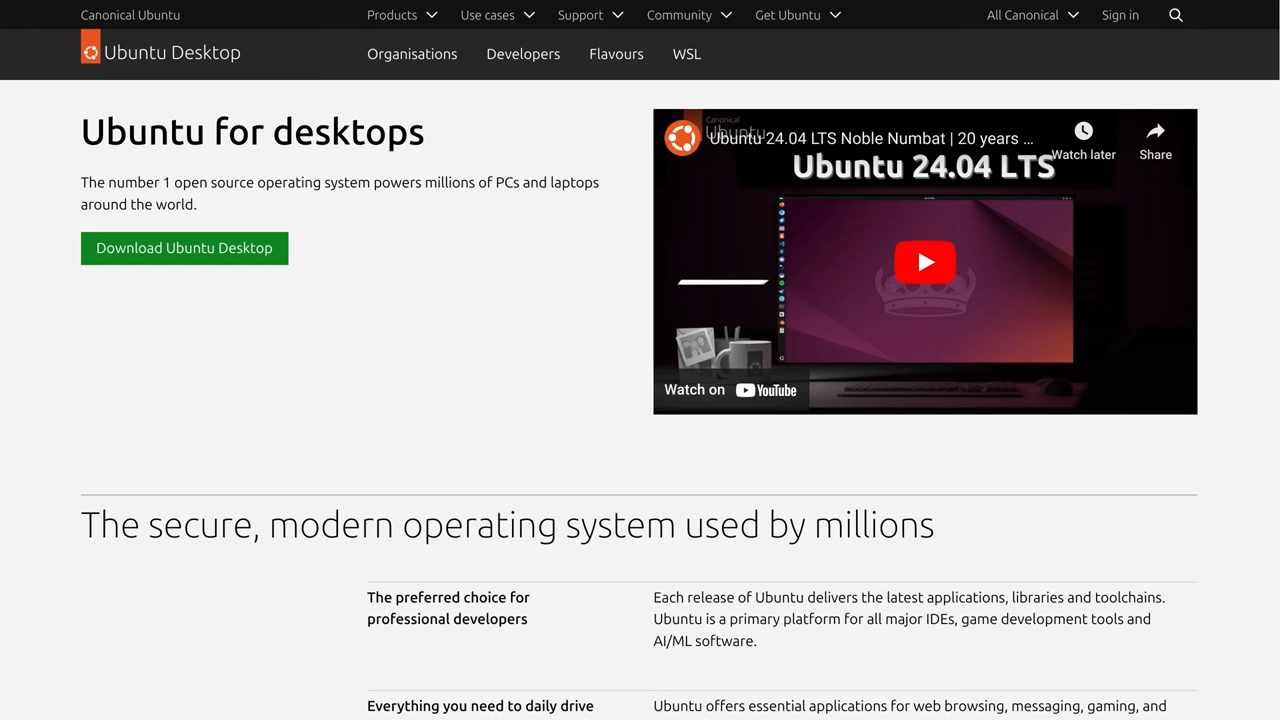 Canonical Ubuntu
Products
Use cases
Support
Community
Get Ubuntu
All Canonical
Sign in
Ubuntu Desktop
Organisations
Developers
Flavours
WSL
Ubuntu for desktops
The number 1 open source operating system powers millions of PCs and laptops
around the world.
Download Ubuntu Desktop
Canonical
Ubuntu
Ubuntu 24.04 LTS Noble Numbat | 20 years ...
Watch later
Share
Ubuntu 24.04 LTS
Watch on YouTube
The secure, modern operating system used by millions
The preferred choice for
professional developers
Each release of Ubuntu delivers the latest applications, libraries and toolchains.
Ubuntu is a primary platform for all major IDEs, game development tools and
AI/ML software.
Everything you need to daily drive
Ubuntu offers essential applications for web browsing, messaging, gaming, and